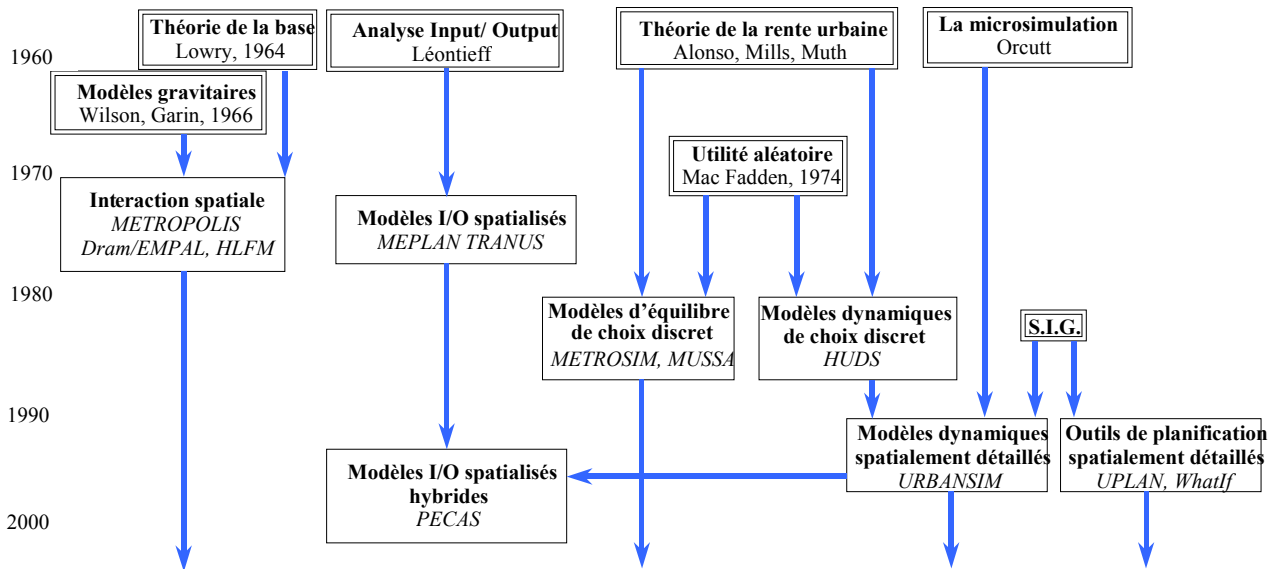 1960
Théorie de la base
Lowry, 1964
Analyse Input/ Output
Léontieff
Théorie de la rente urbaine
Alonso, Mills, Muth
La microsimulation
Orcutt
Modèles gravitaires
Wilson, Garin, 1966
1970
Utilité aléatoire
Mac Fadden, 1974
Interaction spatiale
METROPOLIS
Dram/EMPAL, HLFM
Modèles I/O spatialisés
MEPLAN TRANUS
1980
Modèles d’équilibre
de choix discret
METROSIM, MUSSA
Modèles dynamiques
de choix discret
HUDS
S.I.G.
1990
Modèles dynamiques
spatialement détaillés
URBANSIM
Outils de planification
spatialement détaillés
UPLAN, WhatIf
Modèles I/O spatialisés
hybrides
PECAS
2000